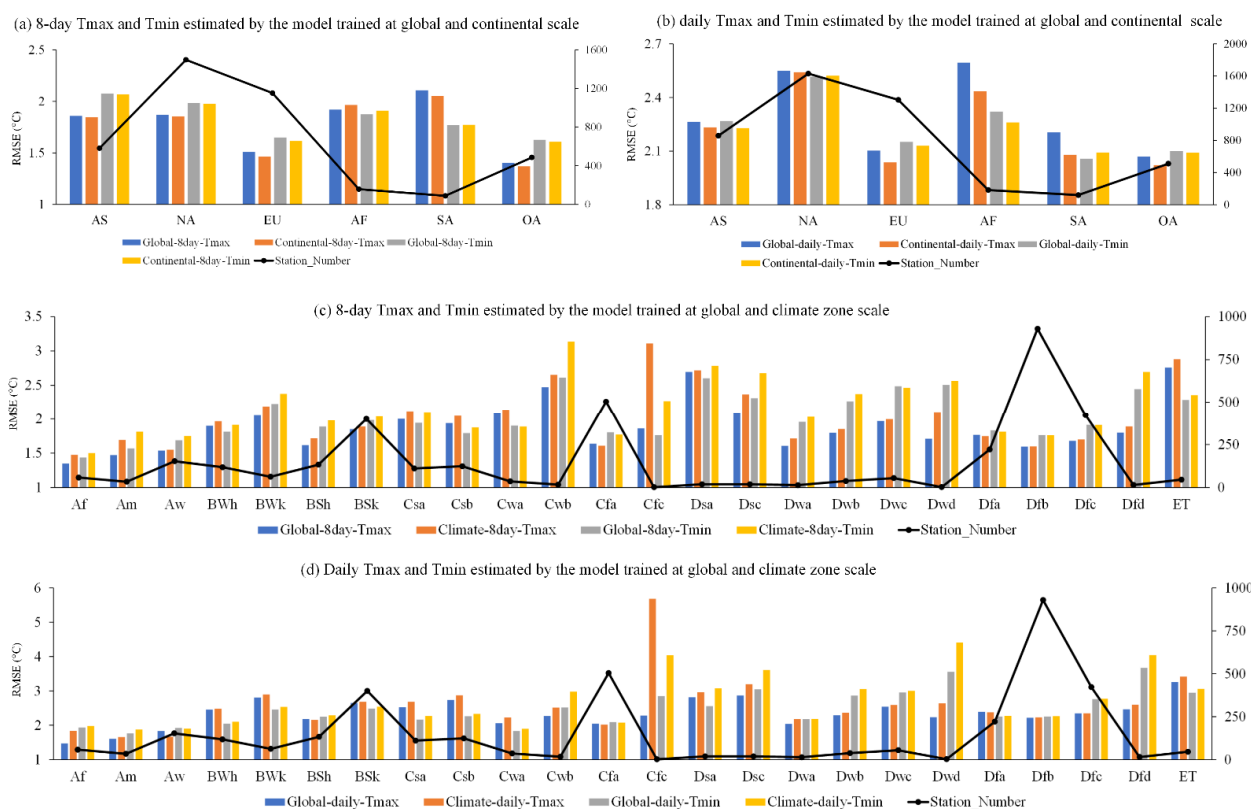 (a) 8-day Tmax and Tmin estimated by the model trained at global and continental scale
2.5
2
1.5
1
RMSE (°C)
1600
1200
800
400
0
AS NA EU AF SA OA
Global-8day-Tmax Continental-8day-Tmax Global-8day-Tmin
Continental-8day-Tmin Station_Number
(b) daily Tmax and Tmin estimated by the model trained at global and continental scale
2.7
2.4
2.1
1.8
RMSE (°C)
2000
1600
1200
800
400
0
AS NA EU AF SA OA
Global-daily-Tmax Continental-daily-Tmax Global-daily-Tmin
Continental-daily-Tmin Station_Number
(c) 8-day Tmax and Tmin estimated by the model trained at global and climate zone scale
3.5
3
2.5
2
1.5
1
RMSE (°C)
1000
750
500
250
0
Af Am Aw BWh BWk BSh BSk Csa Csb Cwa Cwb Cfa Cfc Dsa Dsc Dwa Dwb Dwc Dwd Dfa Dfb Dfc Dfd ET
Global-8day-Tmax Climate-8day-Tmax Global-8day-Tmin Climate-8day-Tmin Station_Number
(d) Daily Tmax and Tmin estimated by the model trained at global and climate zone scale
6
5
4
3
2
1
RMSE (°C)
1000
750
500
250
0
Af Am Aw BWh BWk BSh BSk Csa Csb Cwa Cwb Cfa Cfc Dsa Dsc Dwa Dwb Dwc Dwd Dfa Dfb Dfc Dfd ET
Global-daily-Tmax Climate-daily-Tmax Global-daily-Tmin Climate-daily-Tmin Station_Number